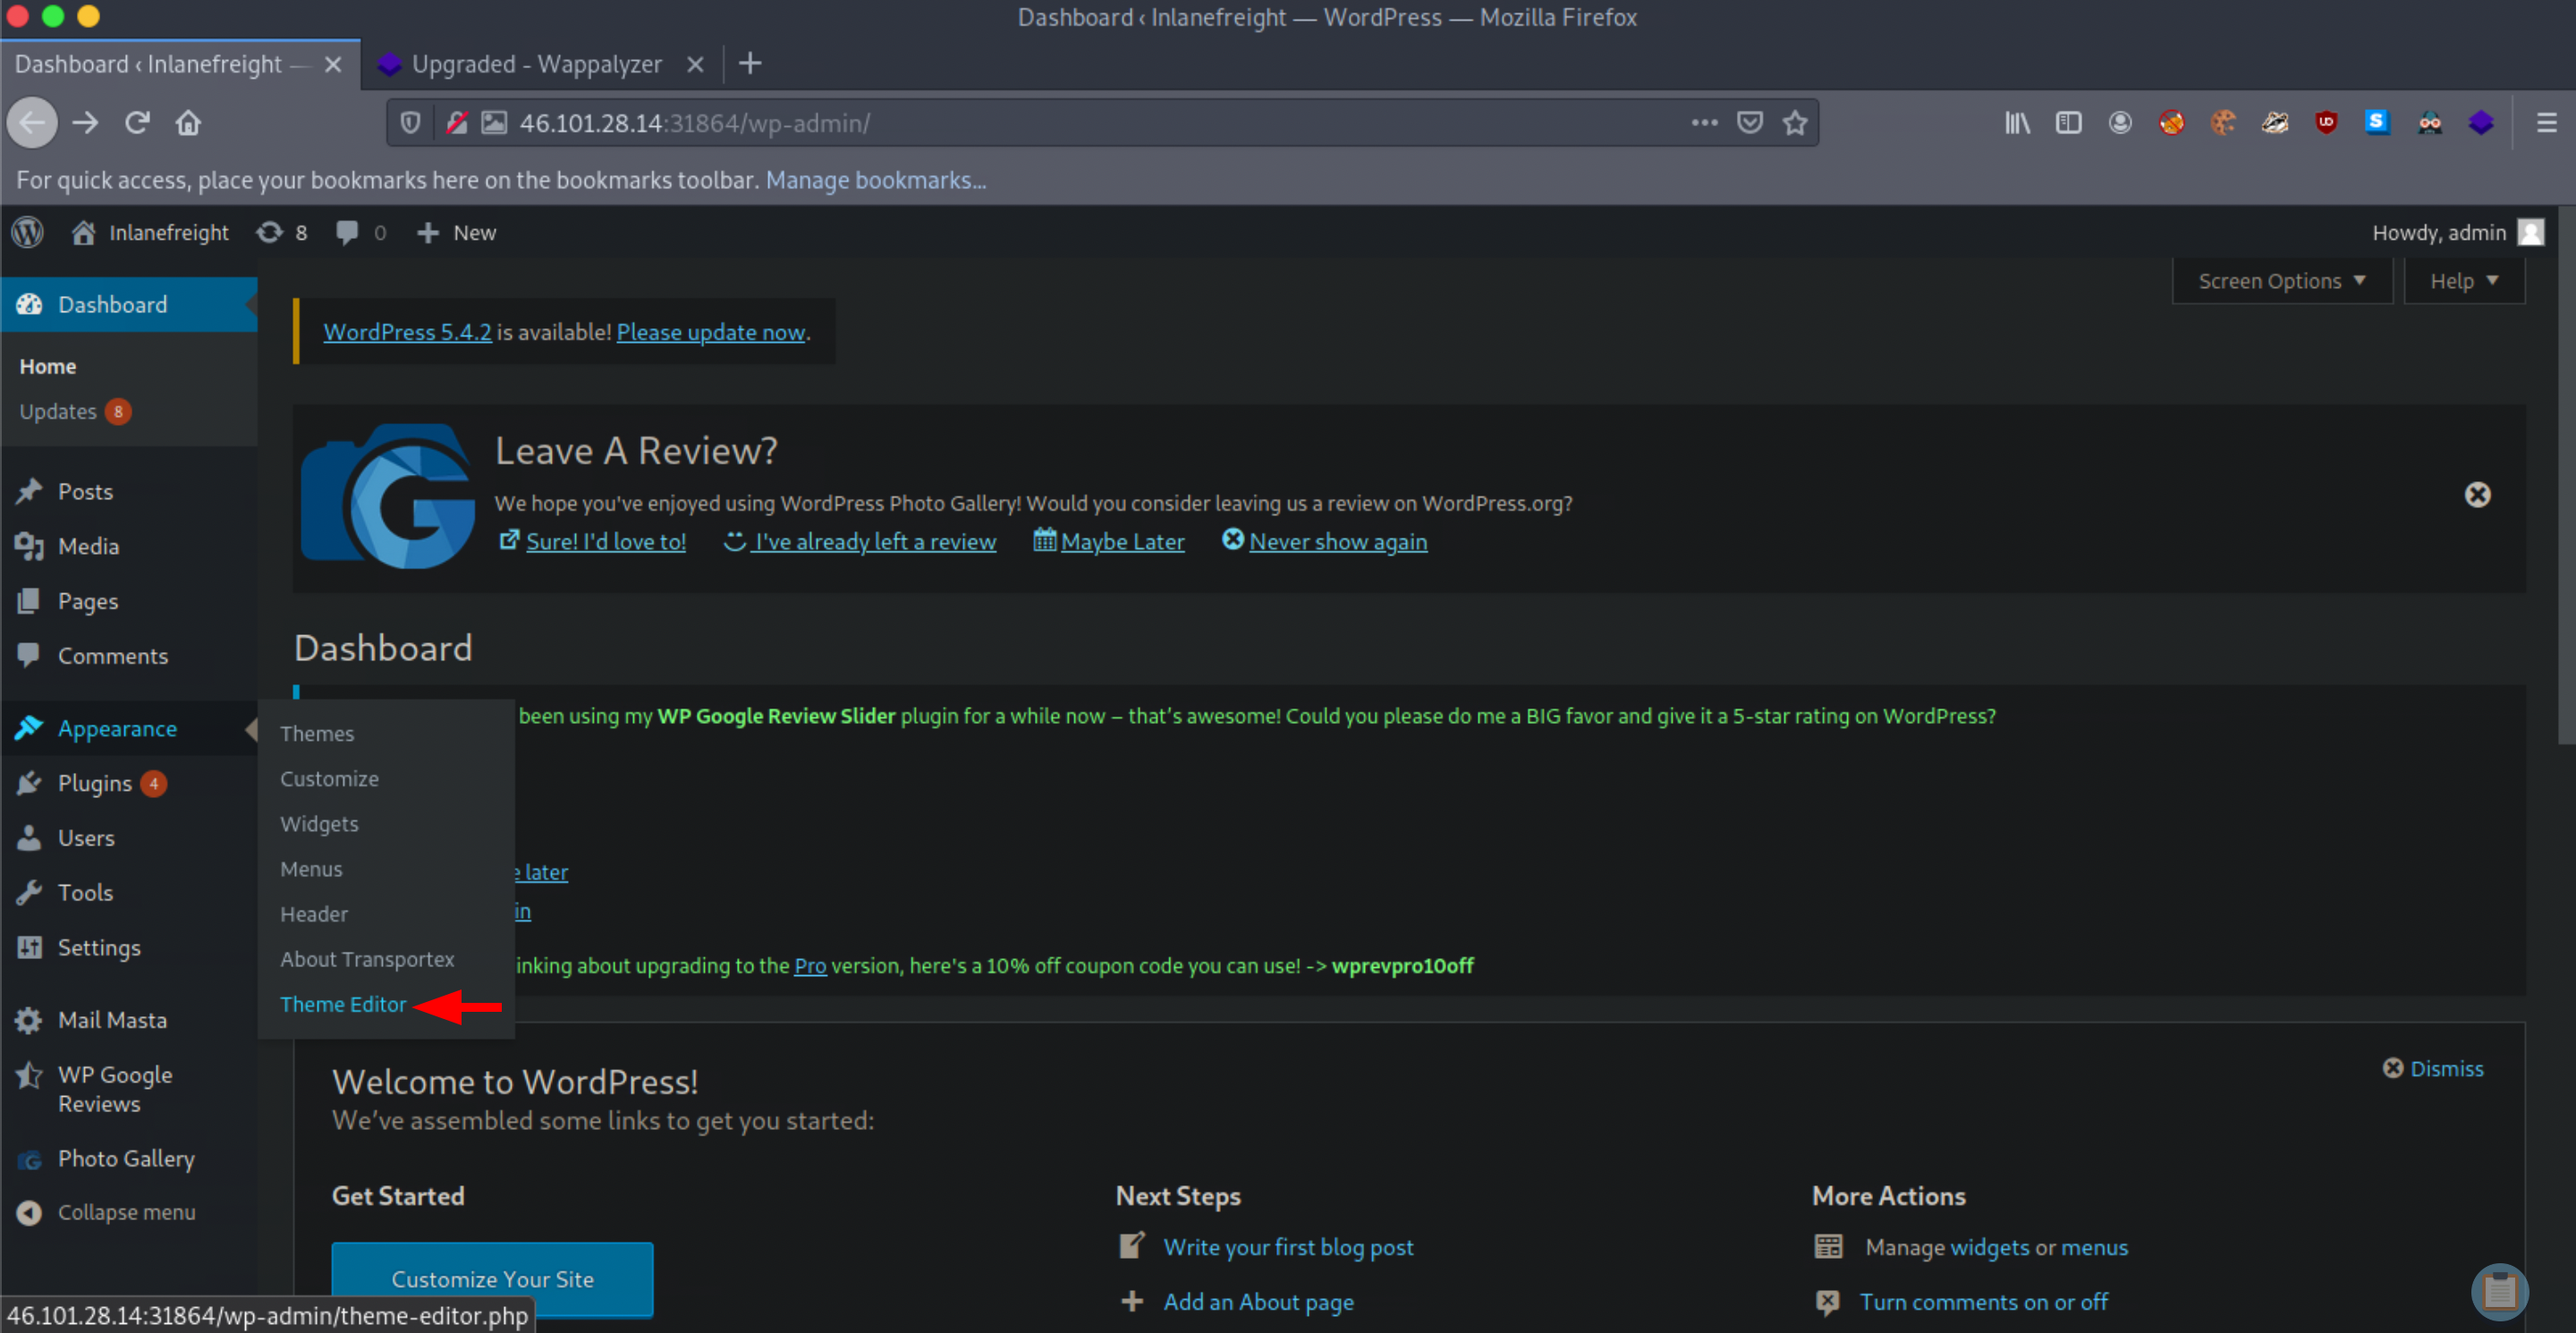 Dashboard ‹ Inlanefreight — WordPress — Mozilla Firefox
Dashboard ‹ Inlanefreight —
Upgraded - Wappalyzer
46.101.28.14:31864/wp-admin/
For quick access, place your bookmarks here on the bookmarks toolbar. Manage bookmarks...
Inlanefreight 8 0 New
Howdy, admin
Screen Options Help
Dashboard
WordPress 5.4.2 is available! Please update now.
Home
Updates 8
Leave A Review?
We hope you've enjoyed using WordPress Photo Gallery! Would you consider leaving us a review on WordPress.org?
Sure! I'd love to! I've already left a review Maybe Later Never show again
Posts
Media
Pages
Comments
Dashboard
Appearance
Plugins 4
Users
Tools
Settings
Mail Masta
WP Google
Reviews
Photo Gallery
Collapse menu
Themes
Customize
Widgets
Menus
Header
About Transportex
Theme Editor
been using my WP Google Review Slider plugin for a while now – that's awesome! Could you please do me a BIG favor and give it a 5-star rating on WordPress?
later
in
inking about upgrading to the Pro version, here's a 10% off coupon code you can use! -> wprevpro10off
Welcome to WordPress!
Dismiss
We've assembled some links to get you started:
Get Started
Customize Your Site
Next Steps
Write your first blog post
Add an About page
More Actions
Manage widgets or menus
Turn comments on or off
46.101.28.14:31864/wp-admin/theme-editor.php